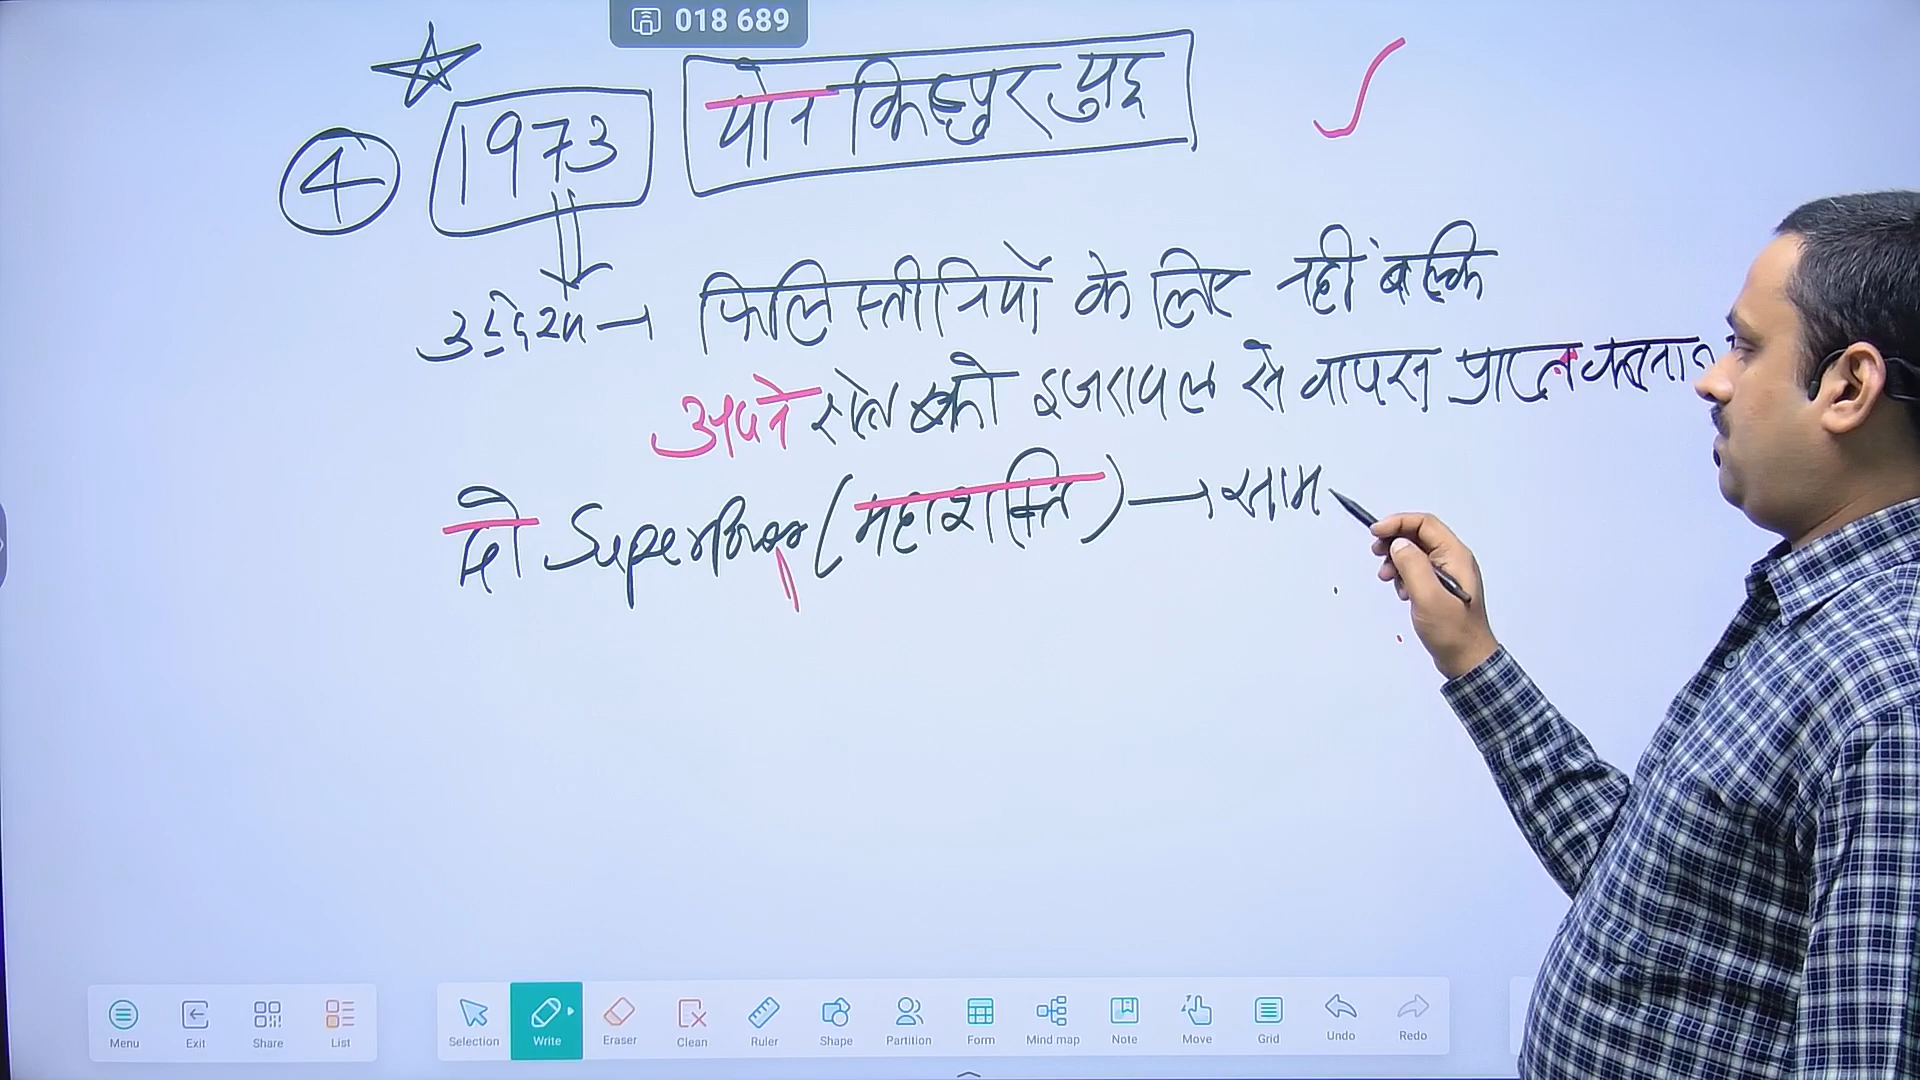 018 689
④ 1973 योन किप्पुर युद्ध
उद्देश्य → फिलिस्तीनियों के लिए नहीं बल्कि
अपने क्षेत्र को इजरायल से वापस प्राप्त करना
दो Superpower (महाशक्ति) →
Menu Exit Share List Selection Write Eraser Clean Ruler Shape Partition Form Mind map Note Move Grid Undo Redo